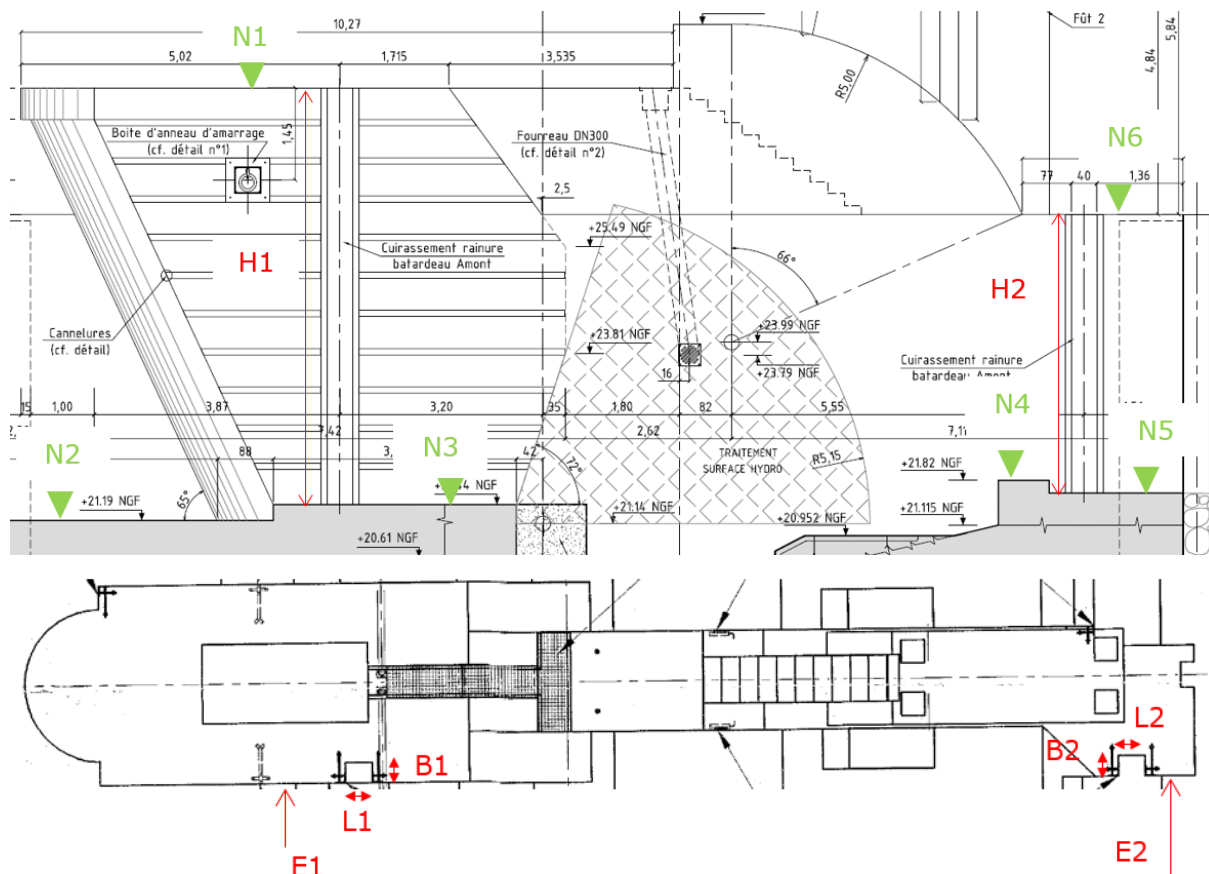 10,27
Fût 2
N1
5,02
1,715
3,535
5,84
4,84
R5,00
Boite d'anneau d'amarrage
(cf. détail n°1)
1,45
Fourreau DN300
(cf. détail n°2)
N6
77
40
1,36
2,5
+25.49 NGF
Cuirassement rainure
batardeau Amont
66°
H1
H2
Cannelures
(cf. détail)
+23.81 NGF
+23.99 NGF
+23.79 NGF
16
Cuirassement rainure
batardeau Amont
15
1,00
3,87
3,20
35
1,80
82
5,55
N4
N5
N2
N3
2,62
7,11
88
42
72°
TRAITEMENT
SURFACE HYDRO
R5,15
+21.82 NGF
65°
+21.19 NGF
+21.14 NGF
+20.952 NGF
+21.115 NGF
+20.61 NGF
B1
L1
E1
L2
B2
E2